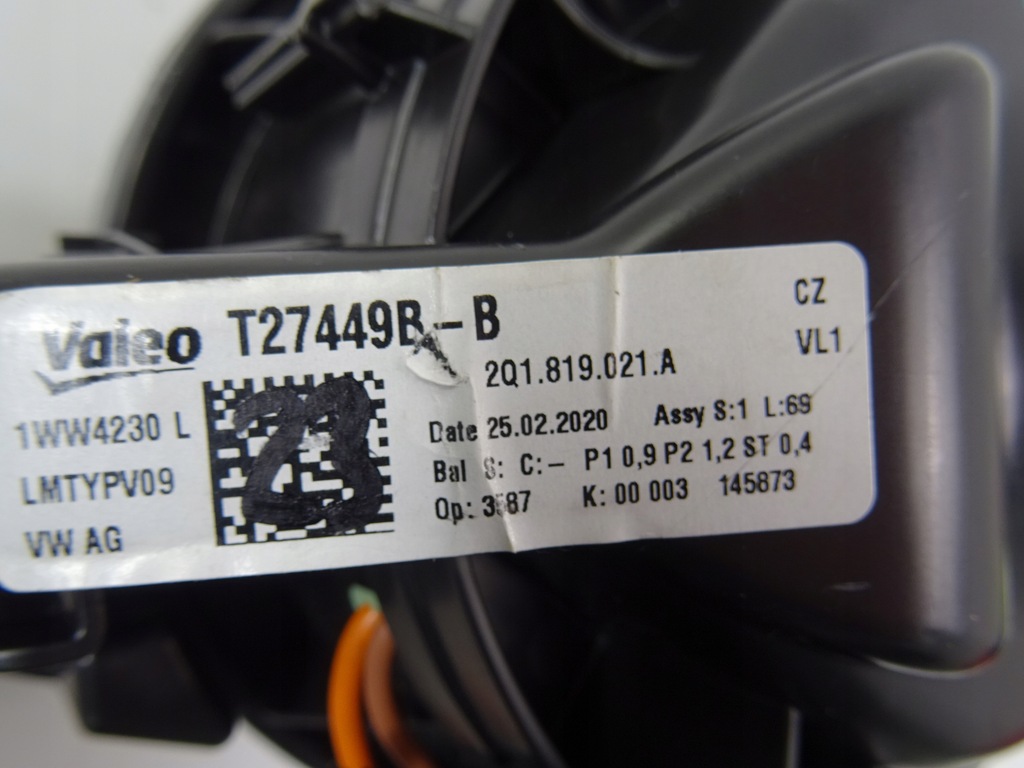 Valeo T27449B-B CZ
2Q1.819.021.A VL1
1WW4230 L
LMTYPV09
VW AG
23
Date 25.02.2020 Assy S:1 L:69
Bal S: C:- P1 0,9 P2 1,2 ST 0,4
Op: K: 00 003 145873